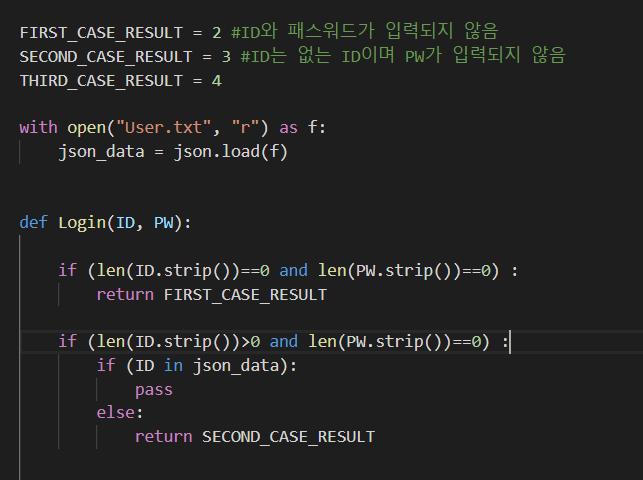 FIRST_CASE_RESULT = 2 #ID와 패스워드가 입력되지 않음
SECOND_CASE_RESULT = 3 #ID는 없는 ID이며 PW가 입력되지 않음
THIRD_CASE_RESULT = 4
with open("User.txt", "r") as f:
    json_data = json.load(f)
def Login(ID, PW):
    if (len(ID.strip())==0 and len(PW.strip())==0) :
        return FIRST_CASE_RESULT
    if (len(ID.strip())>0 and len(PW.strip())==0) :
        if (ID in json_data):
            pass
        else:
            return SECOND_CASE_RESULT